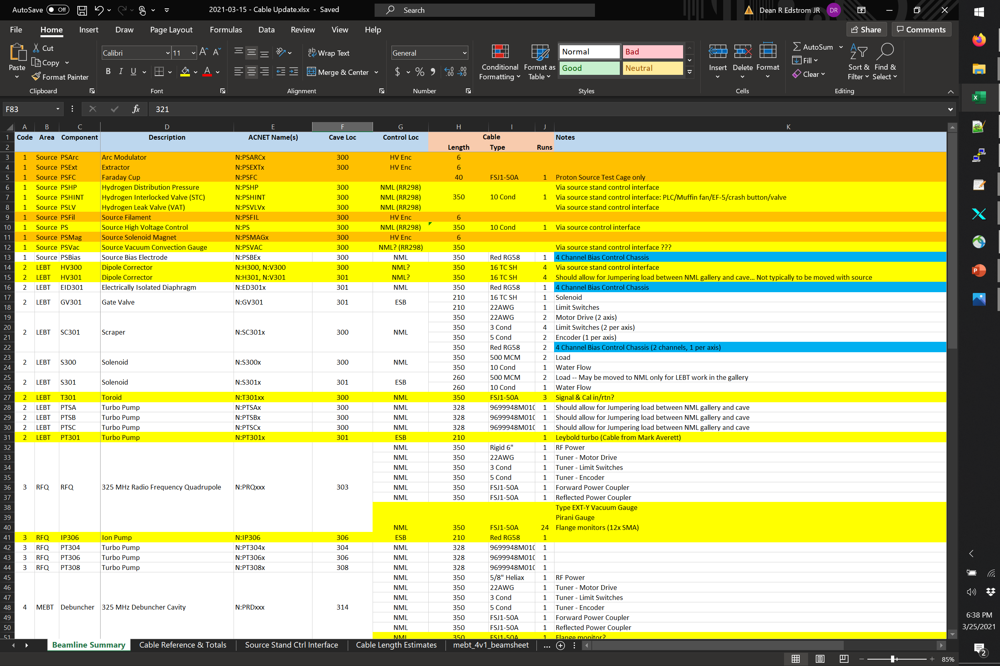 AutoSave Off 2021-03-15 - Cable Update.xlsx - Saved Search Dean R Edstrom JR DR
File Home Insert Draw Page Layout Formulas Data Review View Help Share Comments
Paste Cut Copy Format Painter Clipboard
Calibri 11 B I U A Font
Wrap Text Merge & Center Alignment
General $ % Number
Conditional Formatting Format as Table Normal Bad Good Neutral Styles
Insert Delete Format Cells
AutoSum Fill Clear Sort & Filter Find & Select Editing
F83 fx 321
A B C D E F G H I J K
1 Code Area Component Description ACNET Name(s) Cave Loc Control Loc Cable Notes
2 Length Type Runs
3 1 Source PSArc Arc Modulator N:PSARCx 300 HV Enc 6
4 1 Source PSExt Extractor N:PSEXTx 300 HV Enc 6
5 1 Source PSFC Faraday Cup N:PSFC 40 FSJ1-50A 1 Proton Source Test Cage only
6 1 Source PSHP Hydrogen Distribution Pressure N:PSHP 300 NML (RR298) Via source stand control interface
7 1 Source PSHINT Hydrogen Interlocked Valve (STC) N:PSHINT 300 NML (RR298) 350 10 Cond 1 Via source stand control interface: PLC/Muffin fan/EF-5/crash button/valve
8 1 Source PSLV Hydrogen Leak Valve (VAT) N:PSVLVx 300 NML (RR298) Via source stand control interface
9 1 Source PSFil Source Filament N:PSFIL 300 HV Enc 6
10 1 Source PS Source High Voltage Control N:PS 300 NML (RR298) 350 10 Cond 1 Via source control interface
11 1 Source PSMag Source Solenoid Magnet N:PSMAGx 300 HV Enc 6
12 1 Source PSVac Source Vacuum Convection Gauge N:PSVAC 300 NML? (RR298) 350 Via source stand control interface ???
13 1 Source PSBias Source Bias Electrode N:PSBEx 300 NML 350 Red RG58 1 4 Channel Bias Control Chassis
14 2 LEBT HV300 Dipole Corrector N:H300, N:V300 300 NML? 350 16 TC SH 4 Via source stand control interface
15 2 LEBT HV301 Dipole Corrector N:H301, N:V301 301 NML? 350 16 TC SH 4 Should allow for Jumpering load between NML gallery and cave... Not typically to be moved with source
16 2 LEBT EID301 Electrically Isolated Diaphragm N:ED301x 301 NML 350 Red RG58 1 4 Channel Bias Control Chassis
17 210 16 TC SH 1 Solenoid
2 LEBT GV301 Gate Valve N:GV301 301 ESB
18 210 22AWG 1 Limit Switches
19 350 22AWG 2 Motor Drive (2 axis)
20 350 3 Cond 4 Limit Switches (2 per axis)
2 LEBT SC301 Scraper N:SC301x 300 NML
21 350 5 Cond 2 Encoder (1 per axis)
22 350 Red RG58 2 4 Channel Bias Control Chassis (2 channels, 1 per axis)
23 350 500 MCM 2 Load
2 LEBT S300 Solenoid N:S300x 300 NML
24 350 10 Cond 1 Water Flow
25 260 500 MCM 2 Load -- May be moved to NML only for LEBT work in the gallery
2 LEBT S301 Solenoid N:S301x 301 ESB
26 260 10 Cond 1 Water Flow
27 2 LEBT T301 Toroid N:T301xx 300 NML 350 FSJ1-50A 3 Signal & Cal in/rtn?
28 2 LEBT PTSA Turbo Pump N:PTSAx 300 NML 328 9699948M010 1 Should allow for Jumpering load between NML gallery and cave
29 2 LEBT PTSB Turbo Pump N:PTSBx 300 NML 328 9699948M010 1 Should allow for Jumpering load between NML gallery and cave
30 2 LEBT PTSC Turbo Pump N:PTSCx 300 NML 328 9699948M010 1 Should allow for Jumpering load between NML gallery and cave
31 2 LEBT PT301 Turbo Pump N:PT301x 301 ESB 210 1 Leybold turbo (Cable from Mark Averett)
32 NML 350 Rigid 6" 1 RF Power
33 NML 350 22AWG 1 Tuner - Motor Drive
34 NML 350 3 Cond 1 Tuner - Limit Switches
35 NML 350 5 Cond 1 Tuner - Encoder
36 3 RFQ RFQ 325 MHz Radio Frequency Quadrupole N:PRQxxx 303 NML 350 FSJ1-50A 1 Forward Power Coupler
37 NML 350 FSJ1-50A 1 Reflected Power Coupler
38 Type EXT-Y Vacuum Gauge
39 Pirani Gauge
40 NML 350 FSJ1-50A 24 Flange monitors (12x SMA)
41 3 RFQ IP306 Ion Pump N:IP306 306 ESB 210 Red RG58 1
42 3 RFQ PT304 Turbo Pump N:PT304x 304 NML 328 9699948M010 1
43 3 RFQ PT306 Turbo Pump N:PT306x 306 NML 328 9699948M010 1
44 3 RFQ PT308 Turbo Pump N:PT308x 308 NML 328 9699948M010 1
45 NML 350 5/8" Heliax 1 RF Power
46 NML 350 22AWG 1 Tuner - Motor Drive
47 NML 350 3 Cond 1 Tuner - Limit Switches
48 4 MEBT Debuncher 325 MHz Debuncher Cavity N:PRDxxx 314 NML 350 5 Cond 1 Tuner - Encoder
49 NML 350 FSJ1-50A 1 Forward Power Coupler
50 NML 350 FSJ1-50A 1 Reflected Power Coupler
51 NML 350 FSJ1-50A 1 Flange monitor?
Beamline Summary Cable Reference & Totals Source Stand Ctrl Interface Cable Length Estimates mebt_4v1_beamsheet ...
85%
6:38 PM
3/25/2021
2